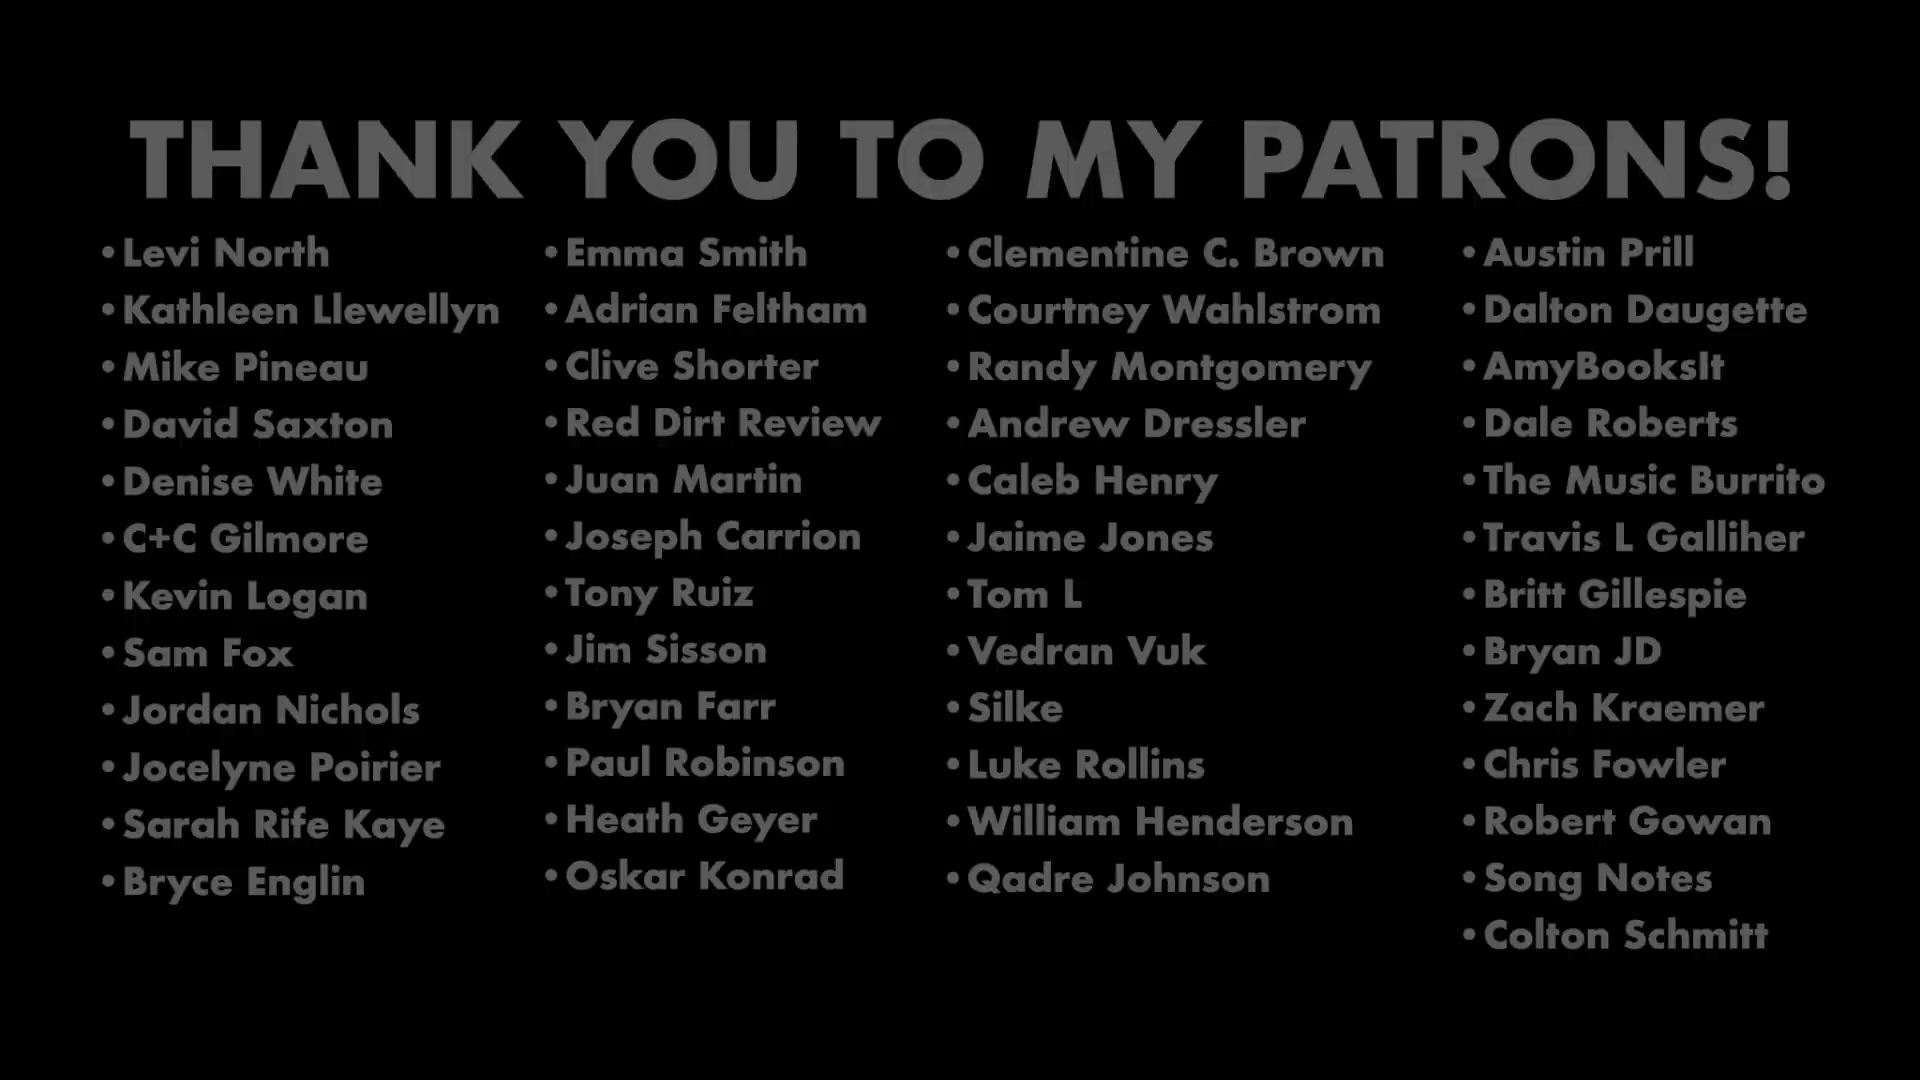 THANK YOU TO MY PATRONS!
•Levi North
•Kathleen Llewellyn
•Mike Pineau
•David Saxton
•Denise White
•C+C Gilmore
•Kevin Logan
•Sam Fox
•Jordan Nichols
•Jocelyne Poirier
•Sarah Rife Kaye
•Bryce Englin
•Emma Smith
•Adrian Feltham
•Clive Shorter
•Red Dirt Review
•Juan Martin
•Joseph Carrion
•Tony Ruiz
•Jim Sisson
•Bryan Farr
•Paul Robinson
•Heath Geyer
•Oskar Konrad
•Clementine C. Brown
•Courtney Wahlstrom
•Randy Montgomery
•Andrew Dressler
•Caleb Henry
•Jaime Jones
•Tom L
•Vedran Vuk
•Silke
•Luke Rollins
•William Henderson
•Qadre Johnson
•Austin Prill
•Dalton Daugette
•AmyBooksIt
•Dale Roberts
•The Music Burrito
•Travis L Galliher
•Britt Gillespie
•Bryan JD
•Zach Kraemer
•Chris Fowler
•Robert Gowan
•Song Notes
•Colton Schmitt